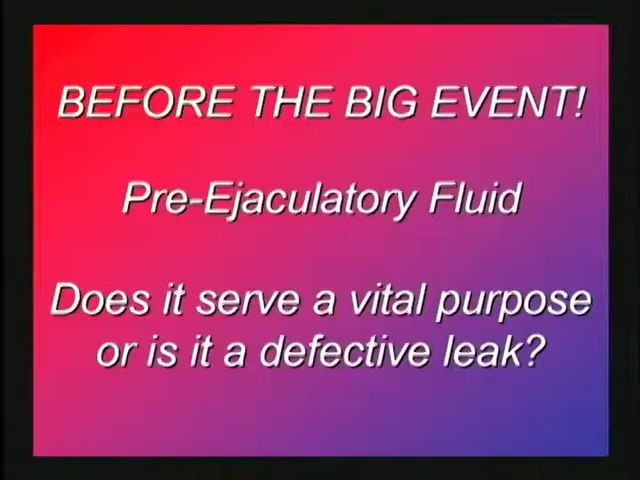 BEFORE THE BIG EVENT!
Pre-Ejaculatory Fluid
Does it serve a vital purpose
or is it a defective leak?